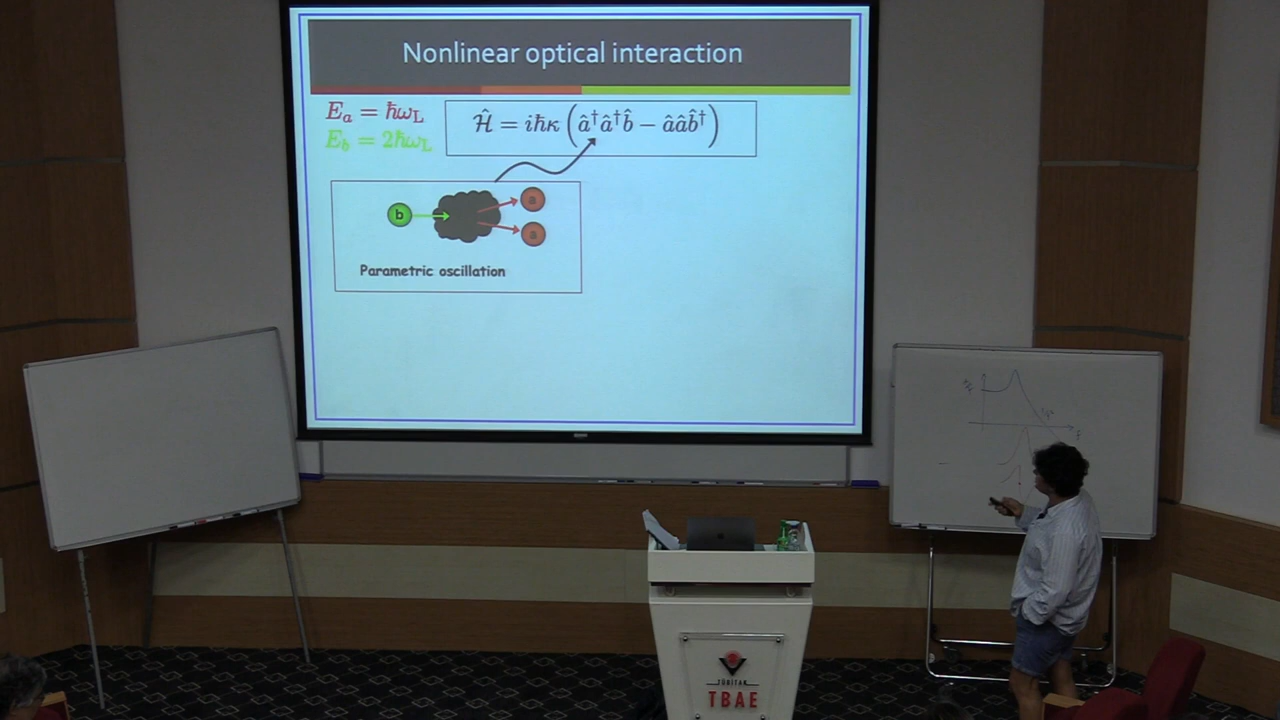 Nonlinear optical interaction
E_a = ħω_L
E_b = 2ħω_L
Ĥ = iħκ (â†â†b̂ − ââb̂†)
b
a
a
Parametric oscillation
TÜBİTAK
TBAE